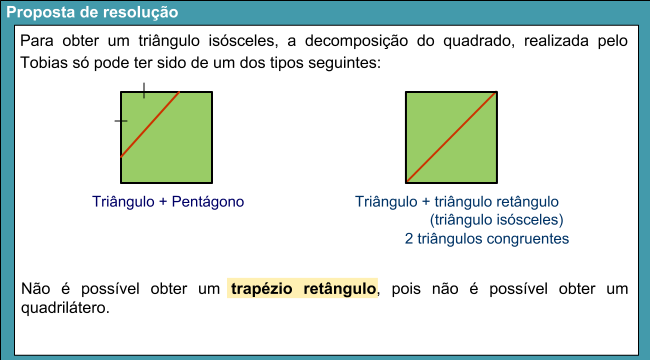 Proposta de resolução
Para obter um triângulo isósceles, a decomposição do quadrado, realizada pelo
Tobias só pode ter sido de um dos tipos seguintes:
Triângulo + Pentágono
Triângulo + triângulo retângulo
(triângulo isósceles)
2 triângulos congruentes
Não é possível obter um trapézio retângulo, pois não é possível obter um
quadrilátero.